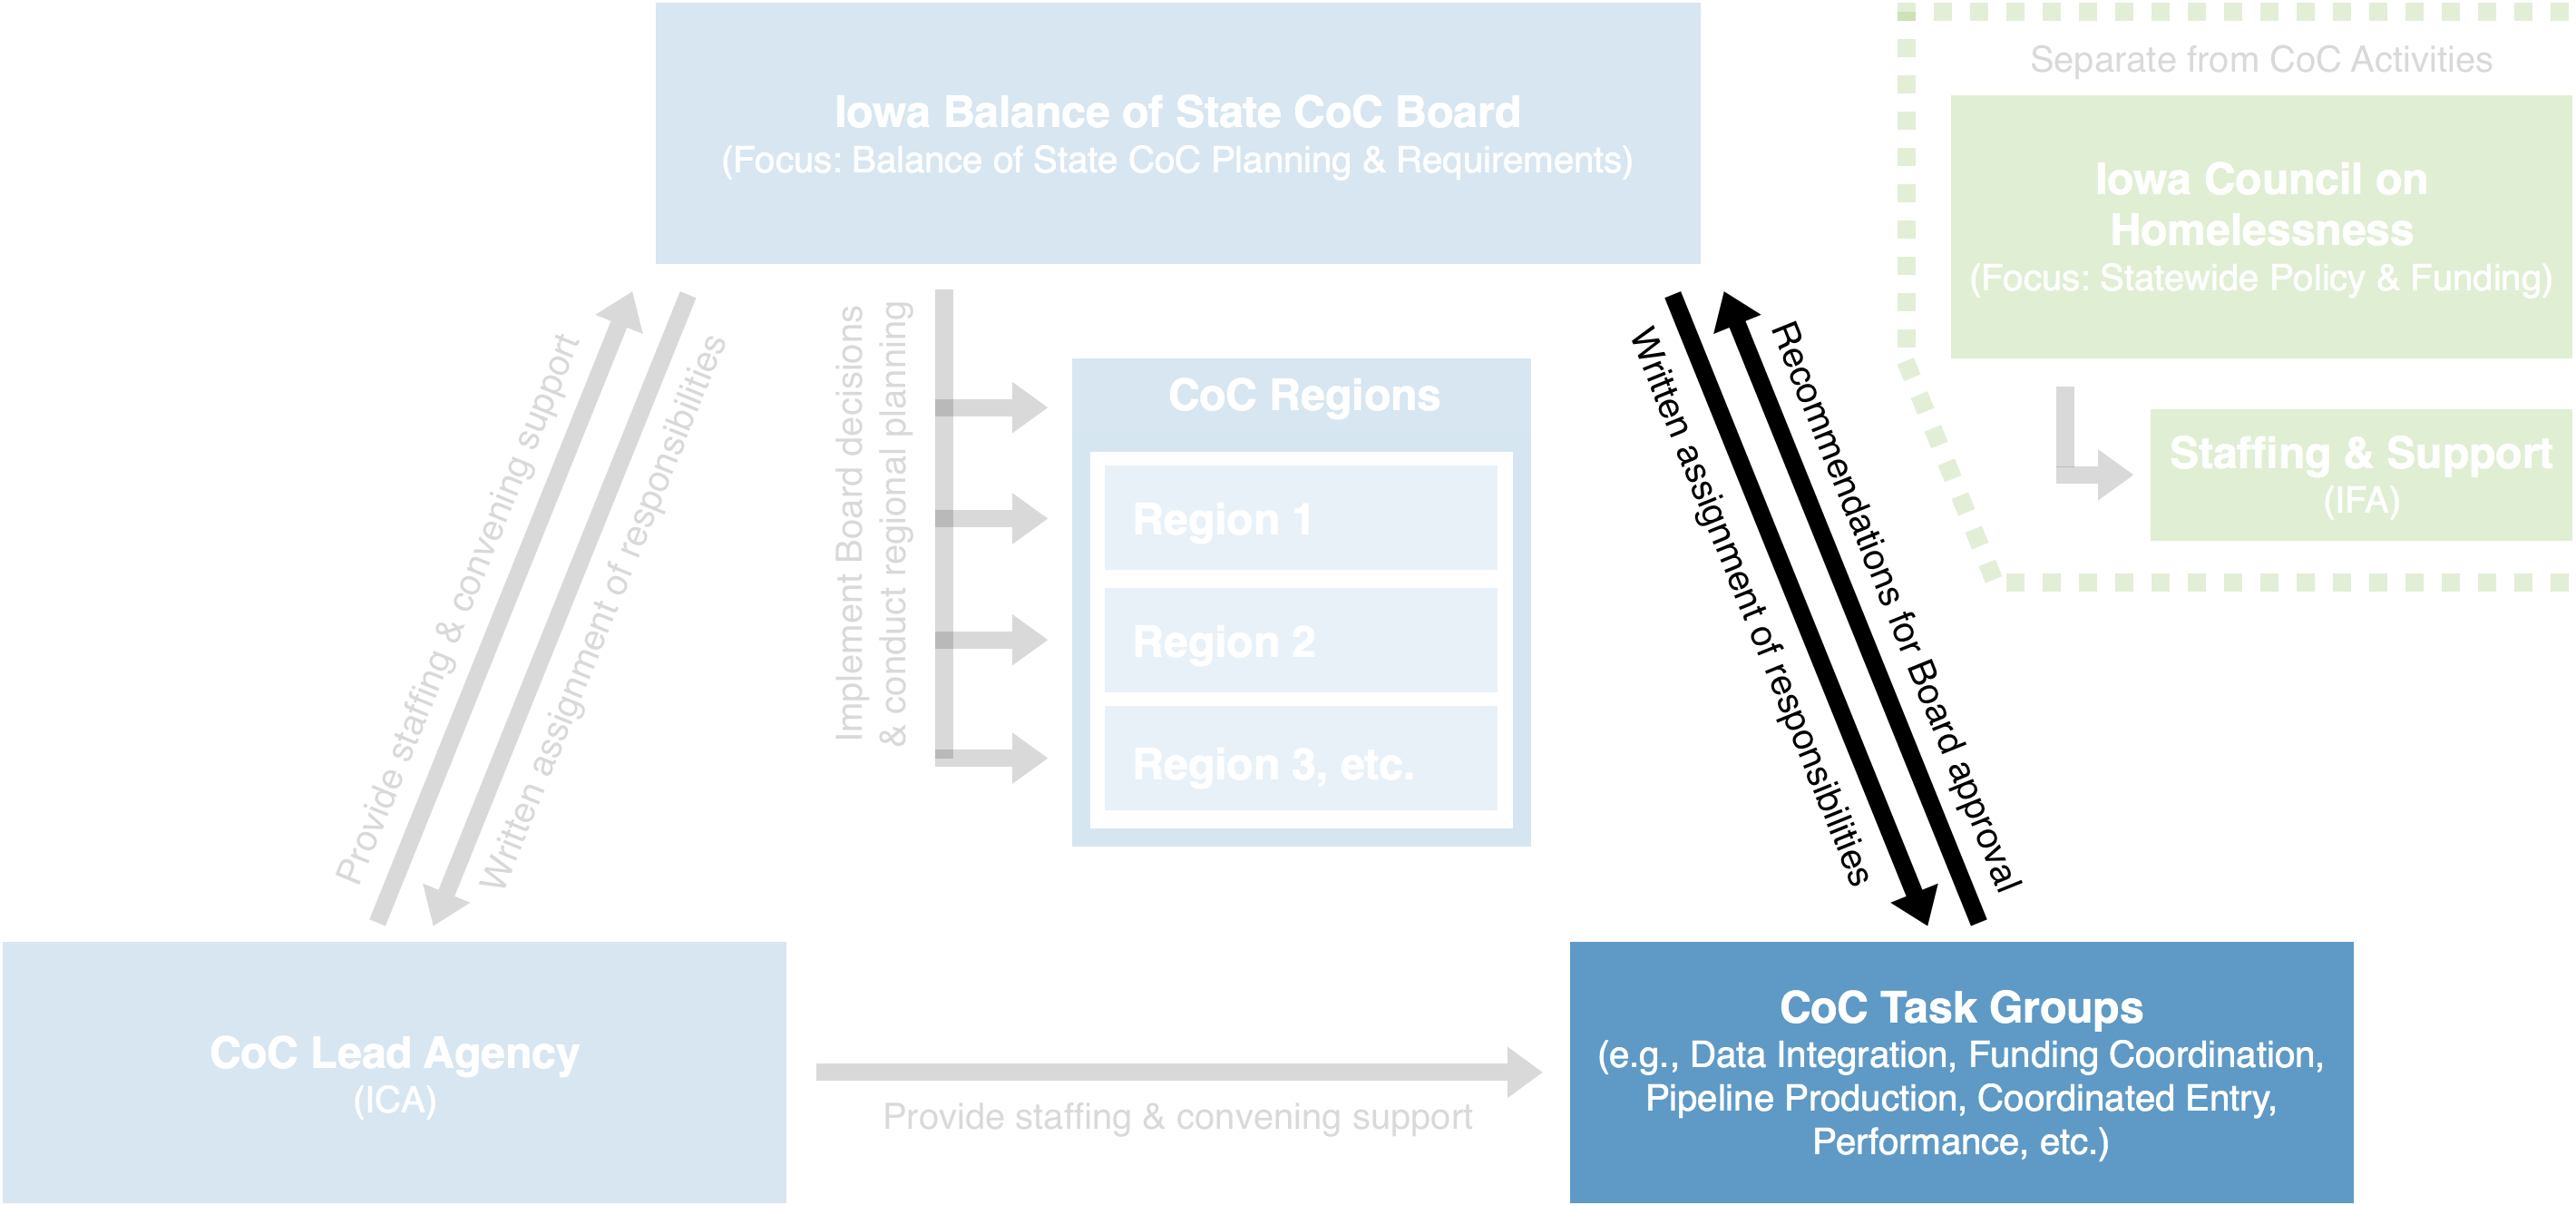 Iowa Balance of State CoC Board
(Focus: Balance of State CoC Planning & Requirements)
Separate from CoC Activities
Iowa Council on
Homelessness
(Focus: Statewide Policy & Funding)
Staffing & Support
(IFA)
Provide staffing & convening support
Written assignment of responsibilities
Implement Board decisions
& conduct regional planning
CoC Regions
Region 1
Region 2
Region 3, etc.
Written assignment of responsibilities
Recommendations for Board approval
CoC Lead Agency
(ICA)
Provide staffing & convening support
CoC Task Groups
(e.g., Data Integration, Funding Coordination,
Pipeline Production, Coordinated Entry,
Performance, etc.)